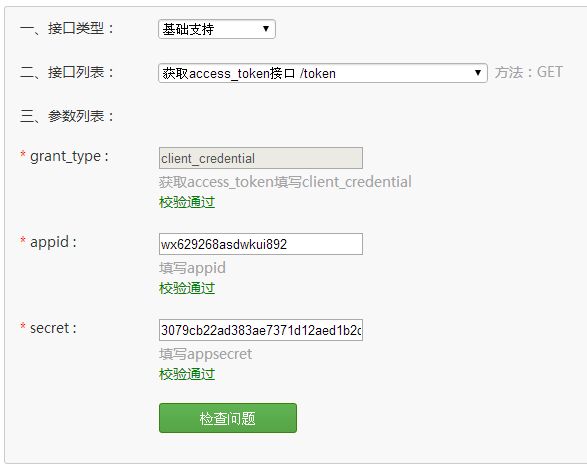 一、接口类型： 基础支持
二、接口列表： 获取access_token接口 /token 方法：GET
三、参数列表：
* grant_type : client_credential
获取access_token填写client_credential
校验通过
* appid : wx629268asdwkui892
填写appid
校验通过
* secret : 3079cb22ad383ae7371d12aed1b2c
填写appsecret
校验通过
检查问题